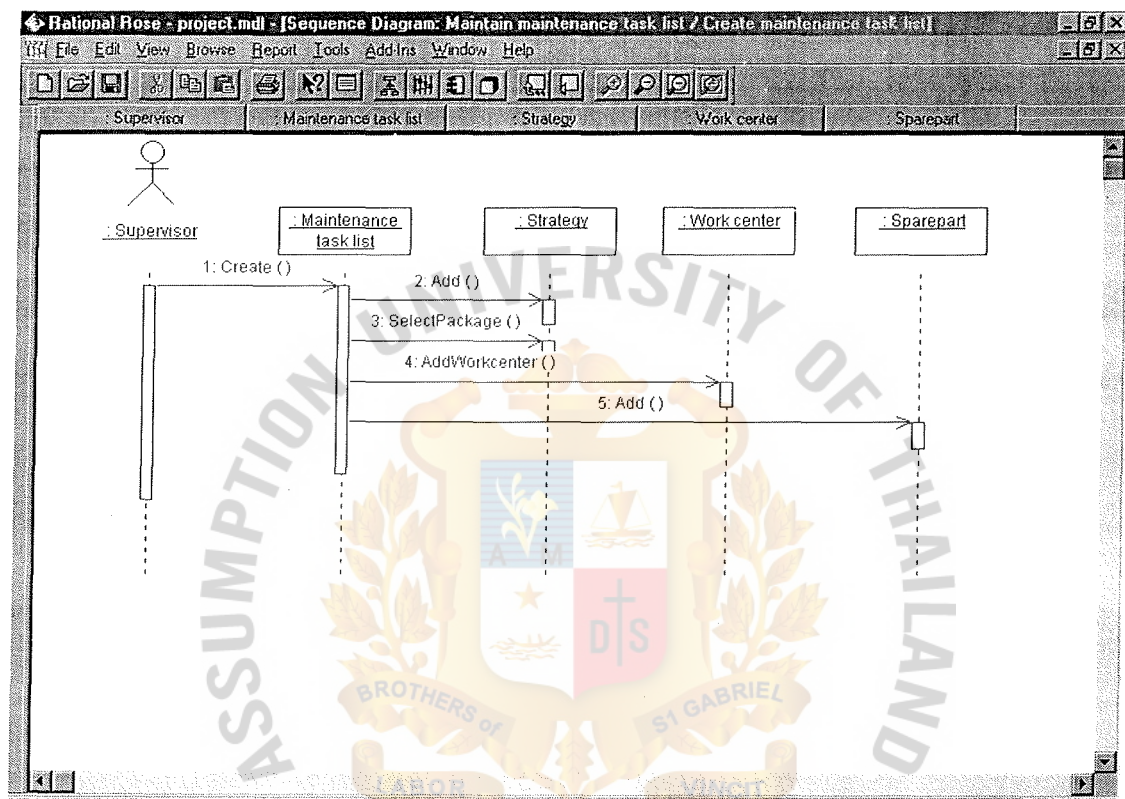 Rational Rose - project.mdl - [Sequence Diagram: Maintain maintenance task list / Create maintenance task list]
File Edit View Browse Report Tools Add-Ins Window Help
: Supervisor : Maintenance task list : Strategy : Work center : Sparepart
: Supervisor
: Maintenance
task list
: Strategy
: Work center
: Sparepart
1: Create ( )
2: Add ( )
3: SelectPackage ( )
4: AddWorkcenter ( )
5: Add ( )
ASSUMPTION UNIVERSITY OF THAILAND
A M
D S
BROTHERS of ST GABRIEL
LABOR VINCIT